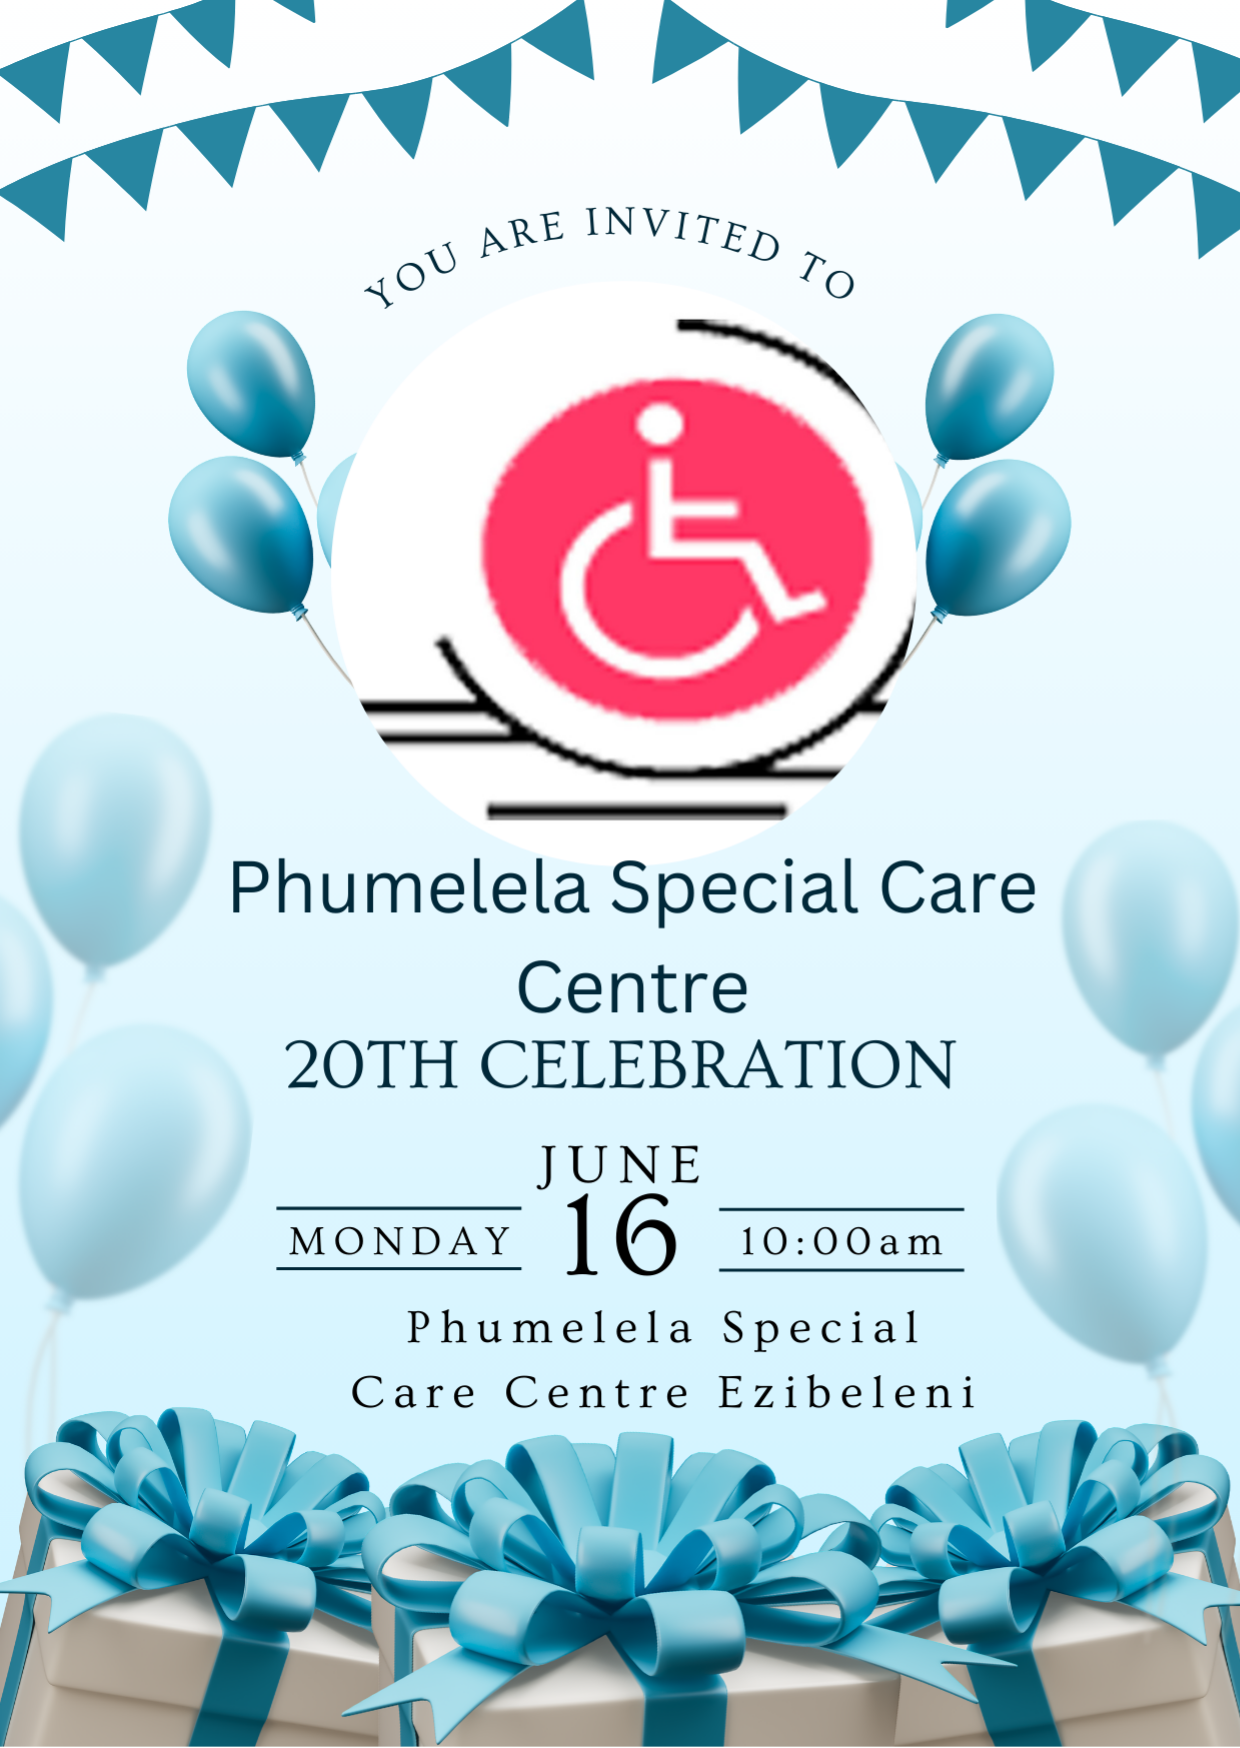 YOU ARE INVITED TO
Phumelela Special Care
Centre
20TH CELEBRATION
JUNE
MONDAY 16 10:00am
Phumelela Special
Care Centre Ezibeleni